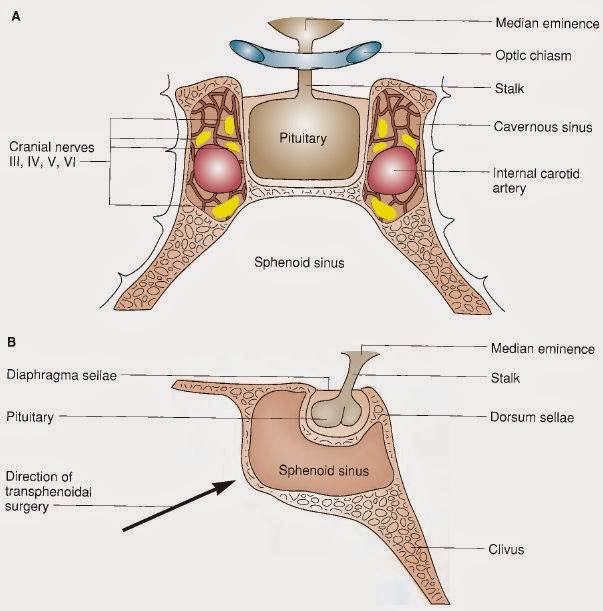 A
Median eminence
Optic chiasm
Stalk
Pituitary
Cavernous sinus
Cranial nerves
III, IV, V, VI
Internal carotid
artery
Sphenoid sinus
B
Median eminence
Diaphragma sellae
Stalk
Pituitary
Dorsum sellae
Sphenoid sinus
Direction of
transphenoidal
surgery
Clivus